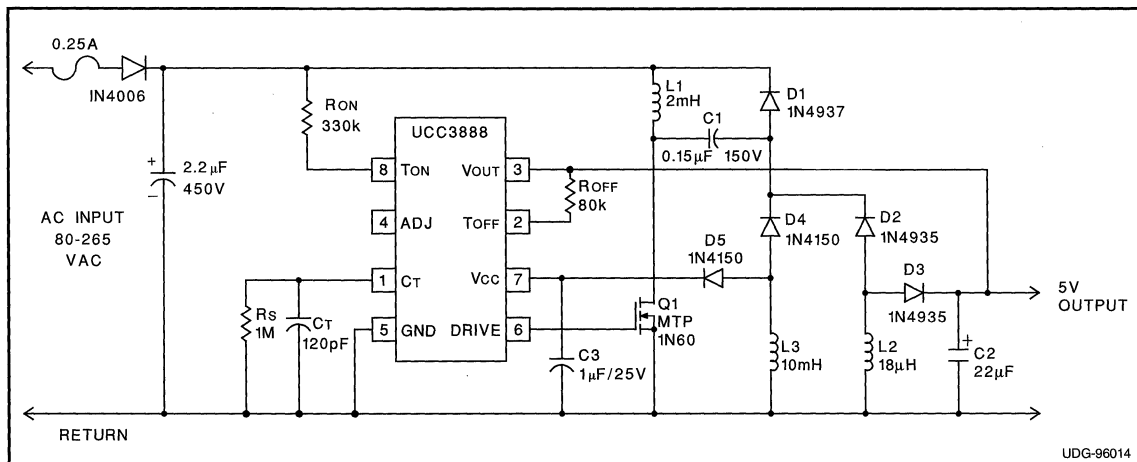 0.25A
IN4006
RON
330k
2.2µF
450V
+
–
AC INPUT
80-265
VAC
UCC3888
8 TON
4 ADJ
1 CT
5 GND
VOUT 3
TOFF 2
VCC 7
DRIVE 6
RS
1M
CT
120pF
ROFF
80k
L1
2mH
C1
0.15µF 150V
D1
1N4937
D4
1N4150
D2
1N4935
D5
1N4150
D3
1N4935
Q1
MTP
1N60
C3
1µF/25V
L3
10mH
L2
18µH
+
C2
22µF
5V
OUTPUT
RETURN
UDG-96014